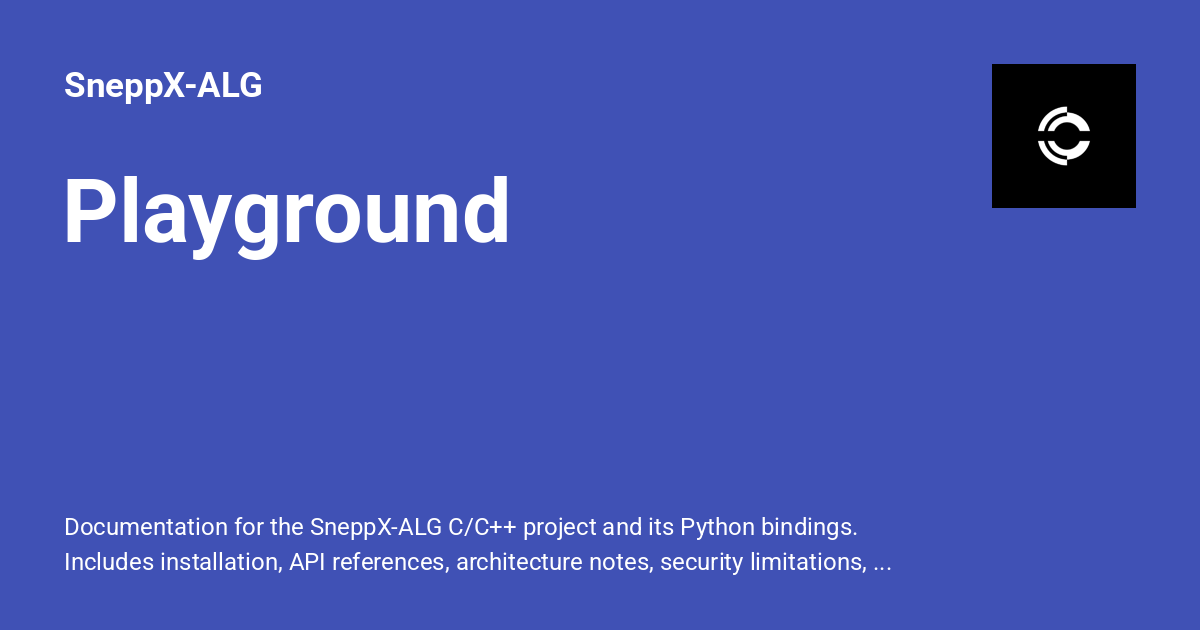 SneppX-ALG
Playground
Documentation for the SneppX-ALG C/C++ project and its Python bindings.
Includes installation, API references, architecture notes, security limitations, ...